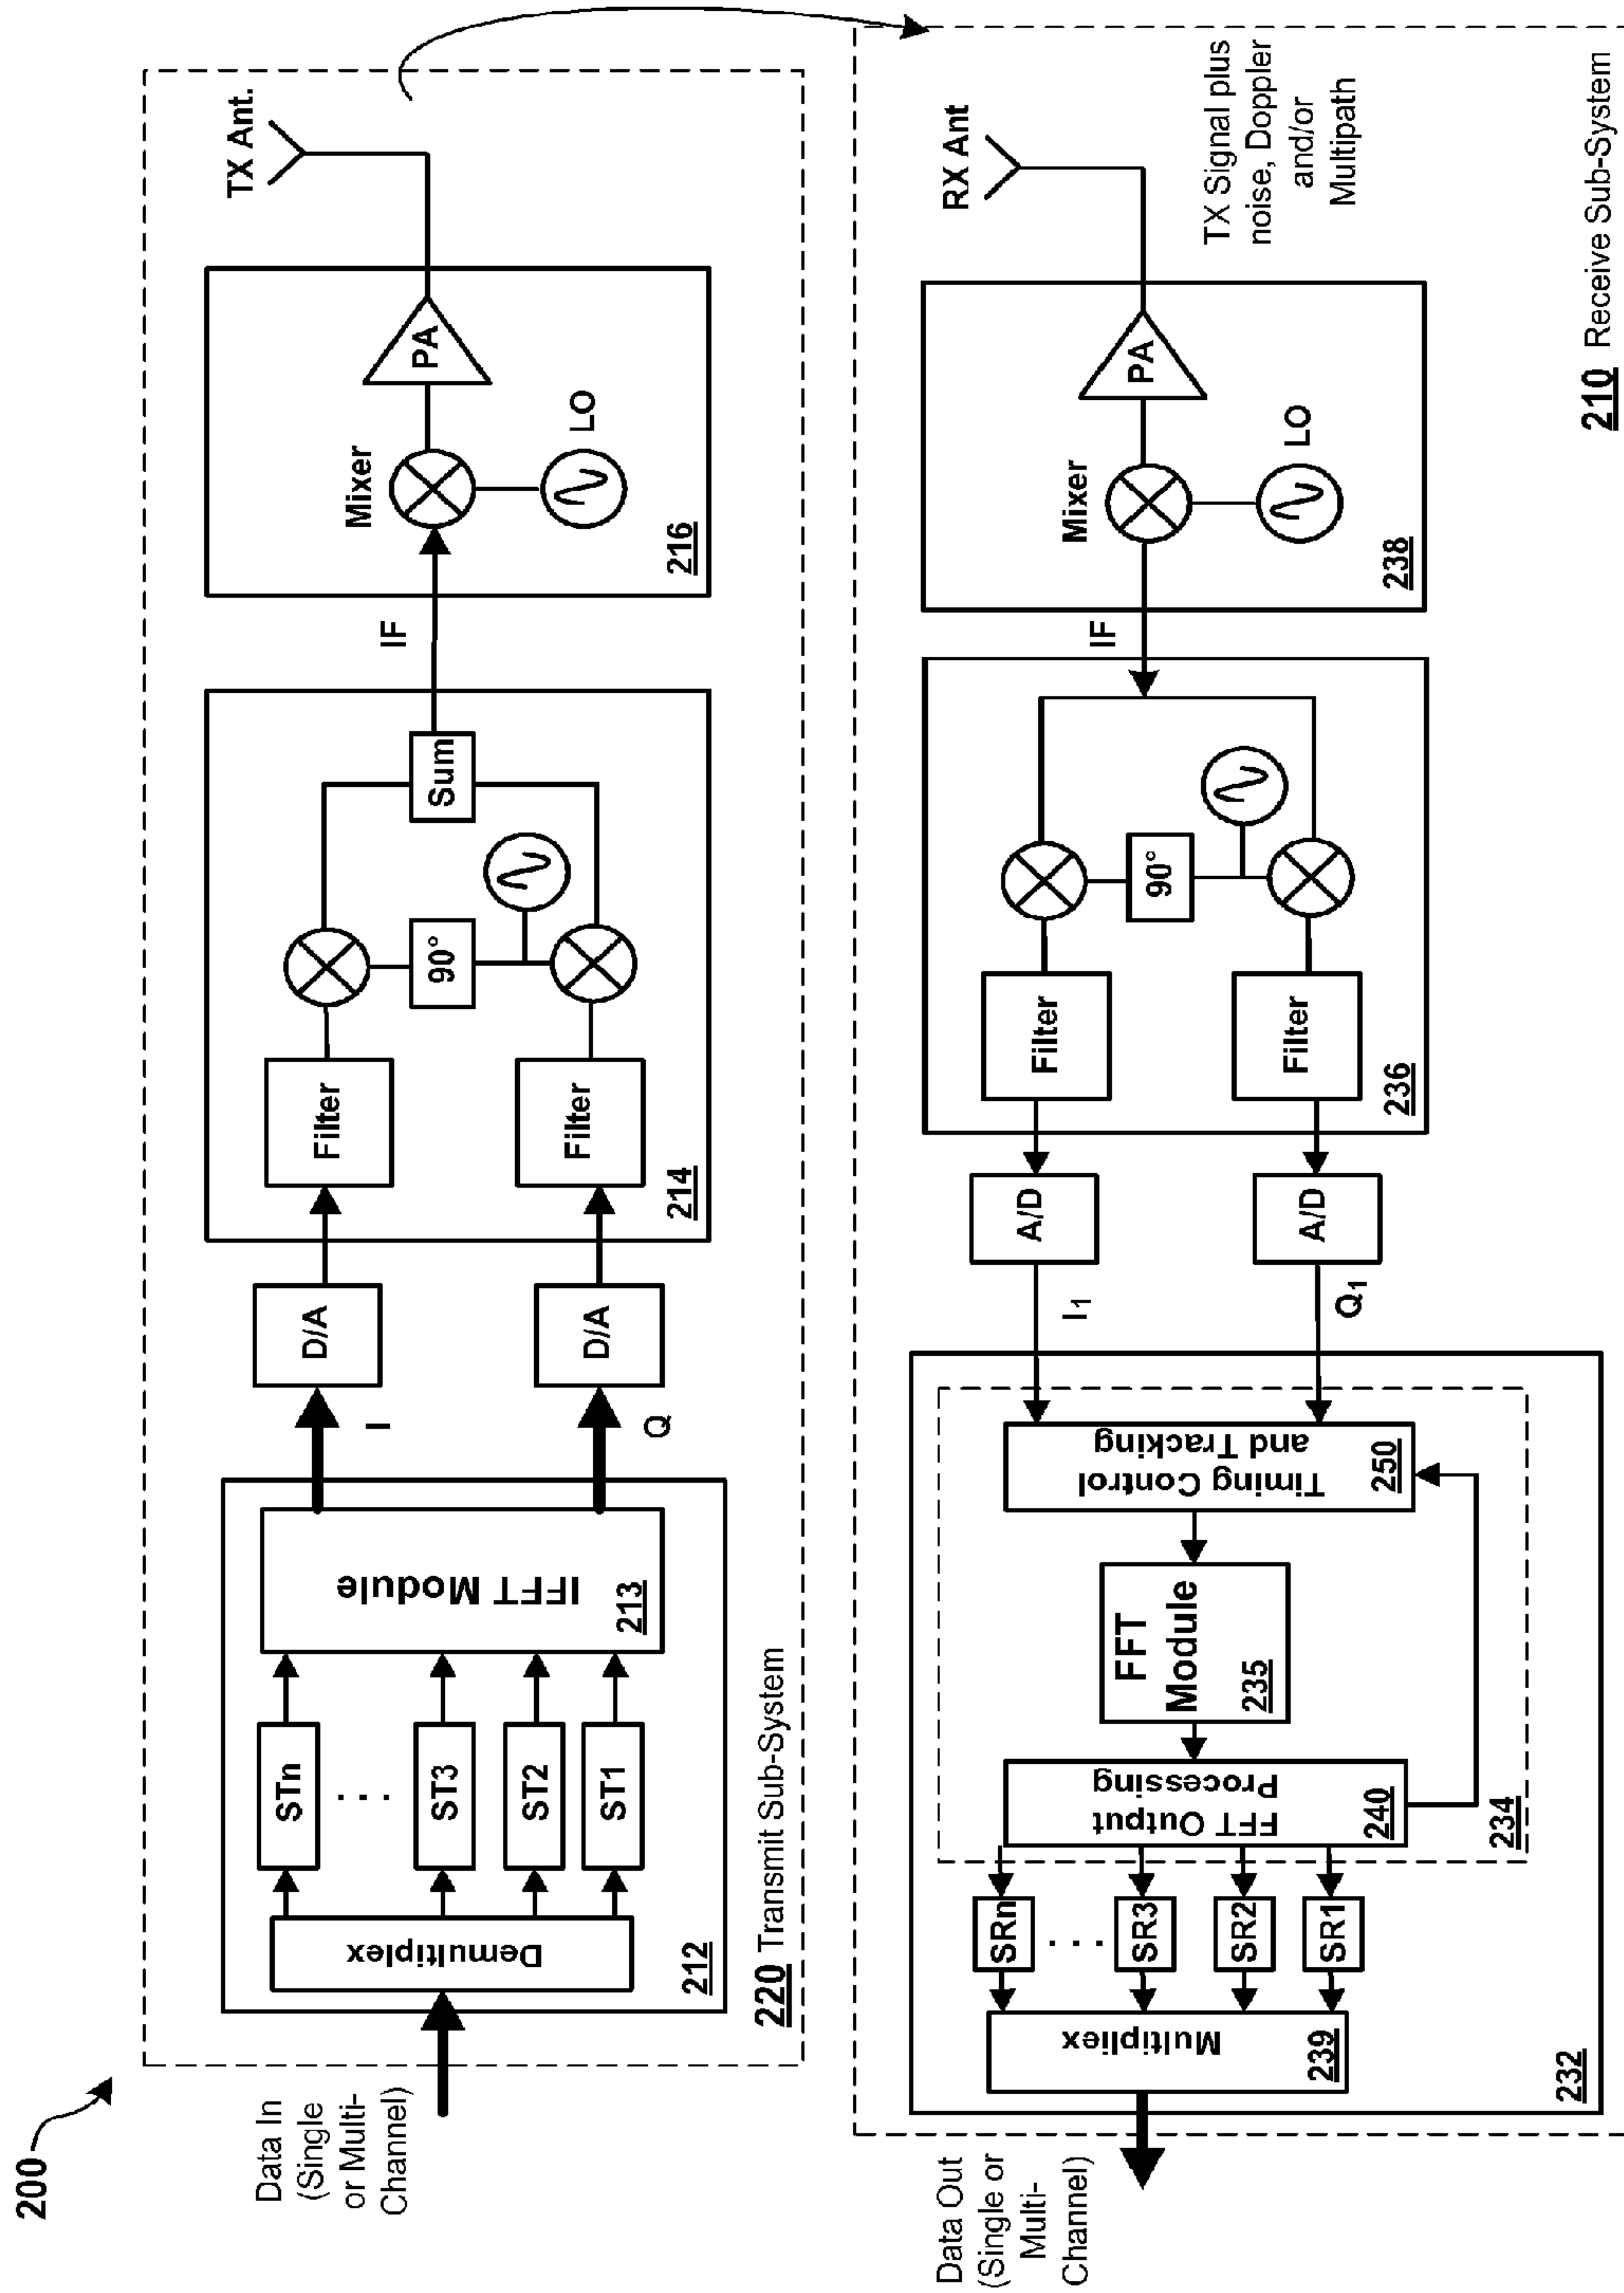 200
Data In
(Single
or Multi-
Channel)
Demultiplex
212
STn
. . .
ST3
ST2
ST1
IFFT Module
213
I
Q
D/A
D/A
Filter
Filter
90°
Sum
214
IF
Mixer
LO
PA
216
TX Ant.
220 Transmit Sub-System
Data Out
(Single or
Multi-
Channel)
Multiplex
239
SRn
. . .
SR3
SR2
SR1
FFT Output
Processing
240
FFT
Module
235
Timing Control
and Tracking
250
234
232
I1
Q1
A/D
A/D
Filter
Filter
90°
236
IF
Mixer
LO
PA
238
RX Ant
TX Signal plus
noise, Doppler
and/or
Multipath
210 Receive Sub-System